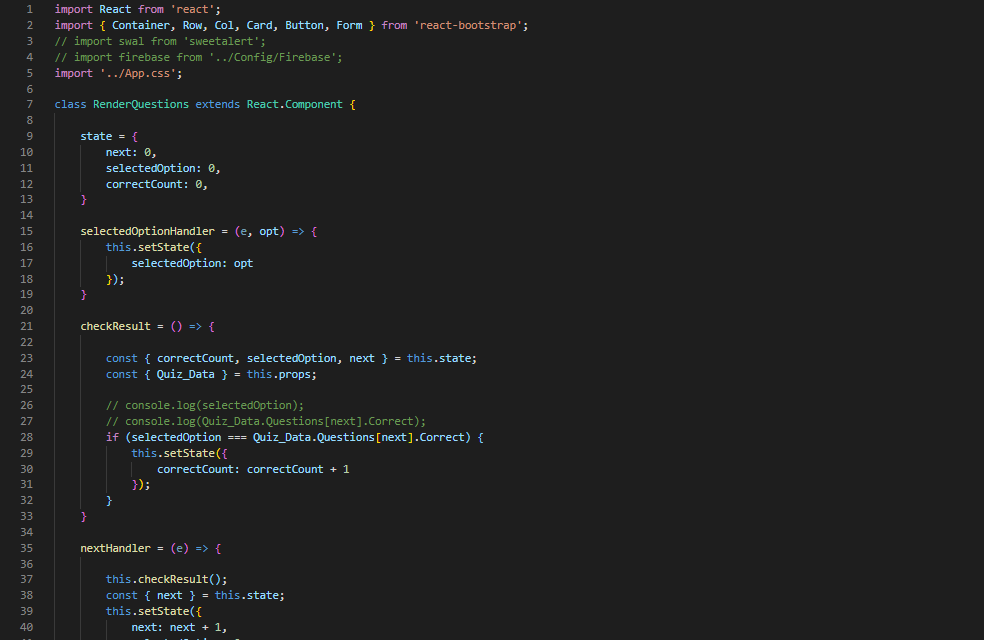 1 import React from 'react';
2 import { Container, Row, Col, Card, Button, Form } from 'react-bootstrap';
3 // import swal from 'sweetalert';
4 // import firebase from '../Config/Firebase';
5 import '../App.css';
6
7 class RenderQuestions extends React.Component {
8
9     state = {
10         next: 0,
11         selectedOption: 0,
12         correctCount: 0,
13     }
14
15     selectedOptionHandler = (e, opt) => {
16         this.setState({
17             selectedOption: opt
18         });
19     }
20
21     checkResult = () => {
22
23         const { correctCount, selectedOption, next } = this.state;
24         const { Quiz_Data } = this.props;
25
26         // console.log(selectedOption);
27         // console.log(Quiz_Data.Questions[next].Correct);
28         if (selectedOption === Quiz_Data.Questions[next].Correct) {
29             this.setState({
30                 correctCount: correctCount + 1
31             });
32         }
33     }
34
35     nextHandler = (e) => {
36
37         this.checkResult();
38         const { next } = this.state;
39         this.setState({
40             next: next + 1,